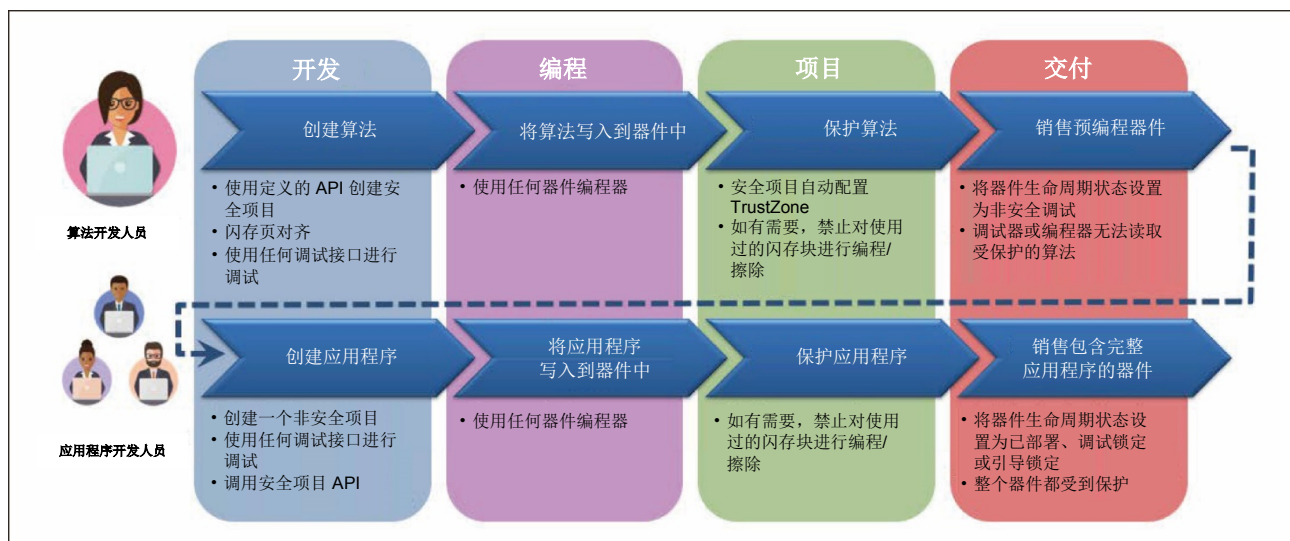 开发
编程
项目
交付
创建算法
将算法写入到器件中
保护算法
销售预编程器件
算法开发人员
• 使用定义的 API 创建安
全项目
• 闪存页对齐
• 使用任何调试接口进行
调试
• 使用任何器件编程器
• 安全项目自动配置
TrustZone
• 如有需要，禁止对使用
过的闪存块进行编程/
擦除
• 将器件生命周期状态设置
为非安全调试
• 调试器或编程器无法读取
受保护的算法
创建应用程序
将应用程序
写入到器件中
保护应用程序
销售包含完整
应用程序的器件
应用程序开发人员
• 创建一个非安全项目
• 使用任何调试接口进行
调试
• 调用安全项目 API
• 使用任何器件编程器
• 如有需要，禁止对使用
过的闪存块进行编程/
擦除
• 将器件生命周期状态设
置为已部署、调试锁定
或引导锁定
• 整个器件都受到保护